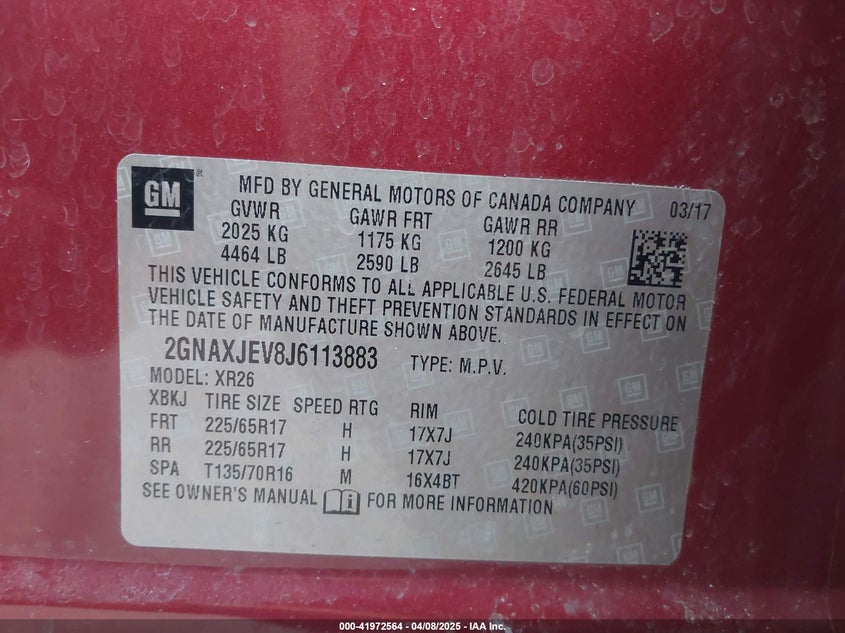 GM ®
MFD BY GENERAL MOTORS OF CANADA COMPANY 03/17
GVWR GAWR FRT GAWR RR
2025 KG 1175 KG 1200 KG
4464 LB 2590 LB 2645 LB
THIS VEHICLE CONFORMS TO ALL APPLICABLE U.S. FEDERAL MOTOR
VEHICLE SAFETY AND THEFT PREVENTION STANDARDS IN EFFECT ON
THE DATE OF MANUFACTURE SHOWN ABOVE.
2GNAXJEV8J6113883 TYPE: M.P.V.
MODEL: XR26
XBKJ TIRE SIZE SPEED RTG RIM COLD TIRE PRESSURE
FRT 225/65R17 H 17X7J 240KPA(35PSI)
RR 225/65R17 H 17X7J 240KPA(35PSI)
SPA T135/70R16 M 16X4BT 420KPA(60PSI)
SEE OWNER'S MANUAL FOR MORE INFORMATION
000-41972564 - 04/08/2025 - IAA Inc.